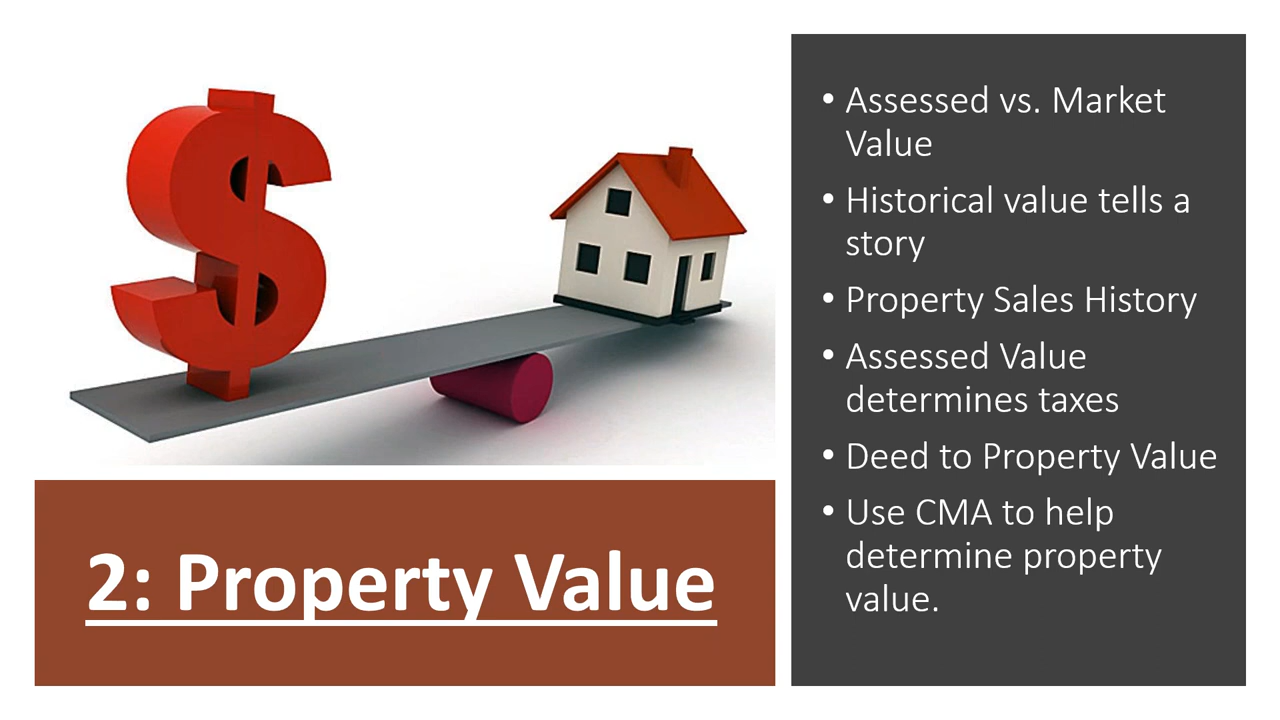 • Assessed vs. Market
Value
• Historical value tells a
story
• Property Sales History
• Assessed Value
determines taxes
• Deed to Property Value
• Use CMA to help
determine property
value.
2: Property Value